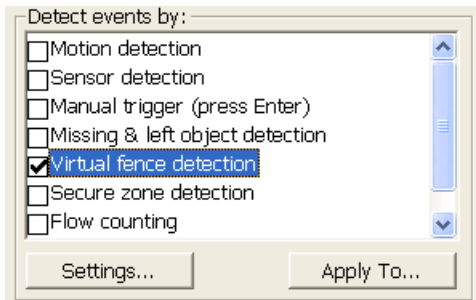 Detect events by:
Motion detection
Sensor detection
Manual trigger (press Enter)
Missing & left object detection
Virtual fence detection
Secure zone detection
Flow counting
Settings...
Apply To...